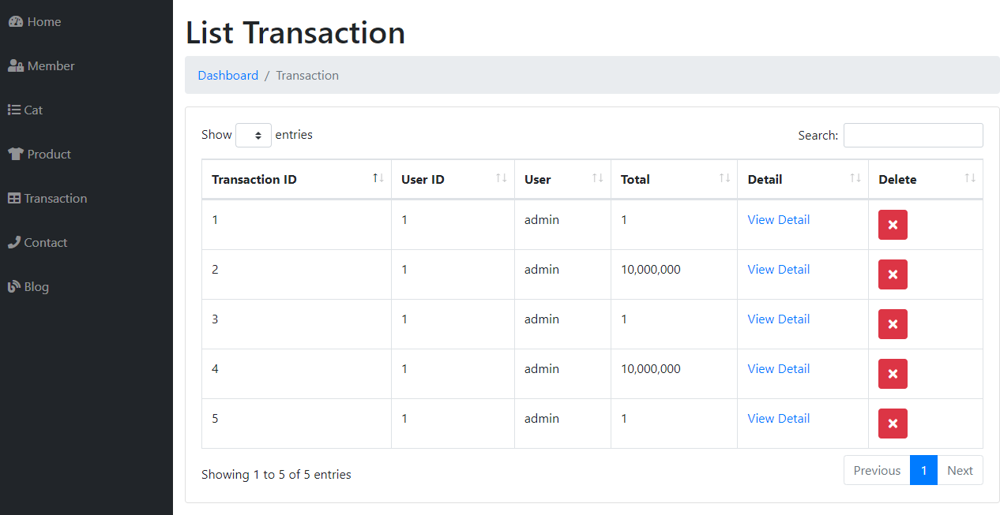 Home
Member
Cat
Product
Transaction
Contact
Blog
List Transaction
Dashboard / Transaction
Show entries
Search:
Transaction ID User ID User Total Detail Delete
1 1 admin 1 View Detail
2 1 admin 10,000,000 View Detail
3 1 admin 1 View Detail
4 1 admin 10,000,000 View Detail
5 1 admin 1 View Detail
Showing 1 to 5 of 5 entries
Previous 1 Next